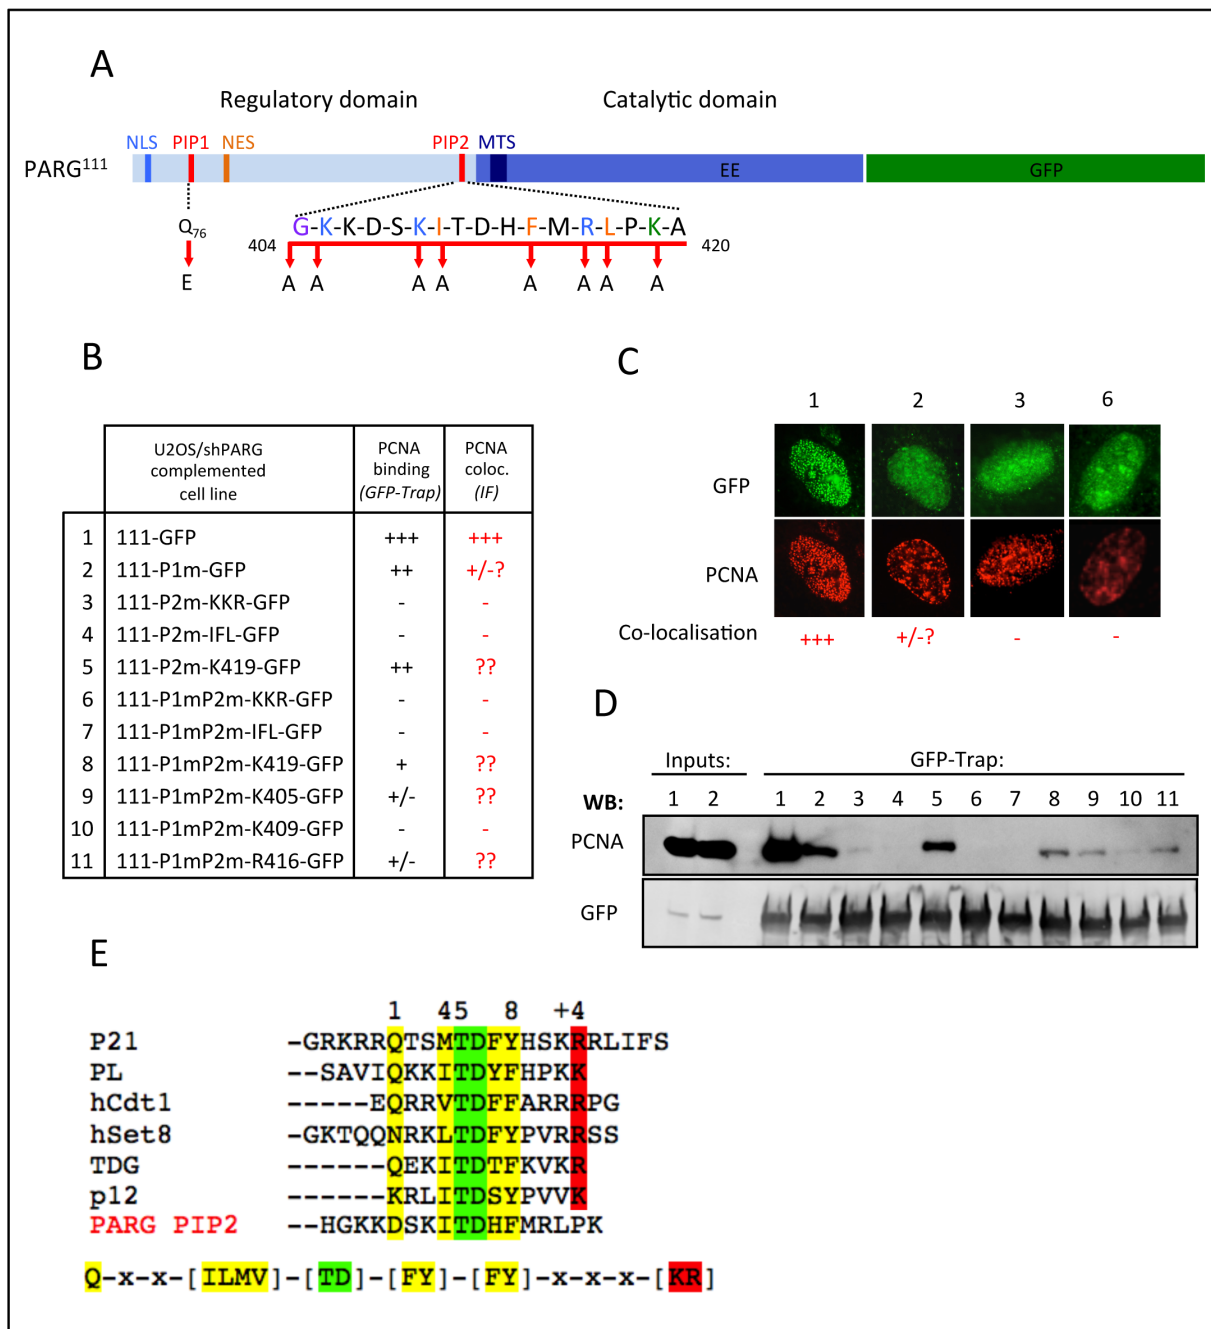 A
Regulatory domain Catalytic domain
NLS PIP1 NES PIP2 MTS
PARG111 EE GFP
G-K-K-D-S-K-I-T-D-H-F-M-R-L-P-K-A
Q76 404 420
E A A A A A A A A
B
U2OS/shPARG complemented cell line PCNA binding (GFP-Trap) PCNA coloc. (IF)
1 111-GFP +++ +++
2 111-P1m-GFP ++ +/-?
3 111-P2m-KKR-GFP - -
4 111-P2m-IFL-GFP - -
5 111-P2m-K419-GFP ++ ??
6 111-P1mP2m-KKR-GFP - -
7 111-P1mP2m-IFL-GFP - -
8 111-P1mP2m-K419-GFP + ??
9 111-P1mP2m-K405-GFP +/- ??
10 111-P1mP2m-K409-GFP - -
11 111-P1mP2m-R416-GFP +/- ??
C
1 2 3 6
GFP
PCNA
Co-localisation +++ +/-? - -
D
Inputs: GFP-Trap:
WB: 1 2 1 2 3 4 5 6 7 8 9 10 11
PCNA
GFP
E
1 45 8 +4
P21 -GRKRRQTSMTDFYHSKRRLIFS
PL --SAVIQKKITDYFHPKK
hCdt1 -----EQRRVTDFFARRRPG
hSet8 -GKTQQNRKLTDFYPVRRSS
TDG ------QEKITDTFKVKR
p12 ------KRLITDSYPVVK
PARG PIP2 --HGKKDSKITDHFMRLPK
Q-x-x-[ILMV]-[TD]-[FY]-[FY]-x-x-x-[KR]